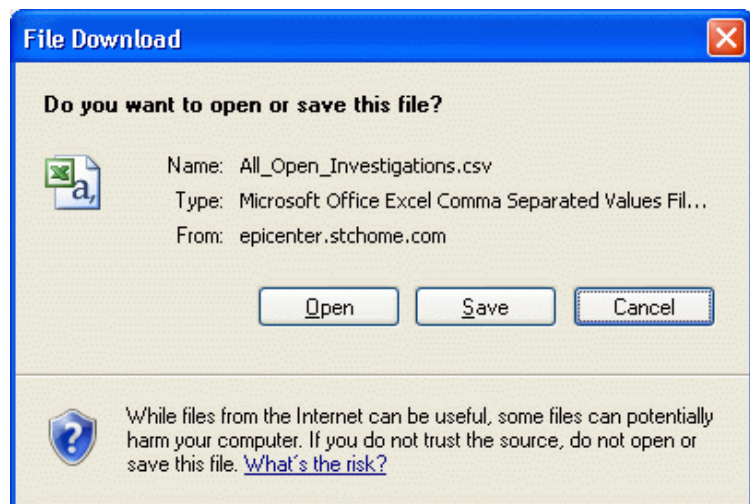 File Download
Do you want to open or save this file?
Name: All_Open_Investigations.csv
Type: Microsoft Office Excel Comma Separated Values Fil...
From: epicenter.stchome.com
Open Save Cancel
While files from the Internet can be useful, some files can potentially
harm your computer. If you do not trust the source, do not open or
save this file. What's the risk?